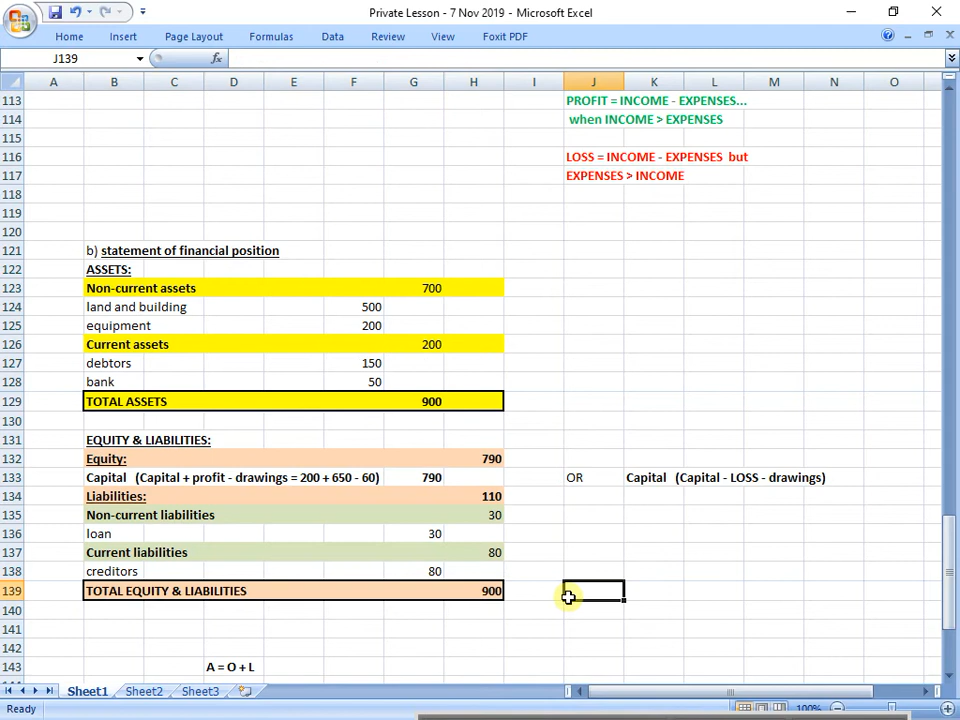 Private Lesson - 7 Nov 2019 - Microsoft Excel
Home Insert Page Layout Formulas Data Review View Foxit PDF
J139 fx
A B C D E F G H I J K L M N O
113 PROFIT = INCOME - EXPENSES...
114 when INCOME > EXPENSES
115
116 LOSS = INCOME - EXPENSES but
117 EXPENSES > INCOME
118
119
120
121 b) statement of financial position
122 ASSETS:
123 Non-current assets 700
124 land and building 500
125 equipment 200
126 Current assets 200
127 debtors 150
128 bank 50
129 TOTAL ASSETS 900
130
131 EQUITY & LIABILITIES:
132 Equity: 790
133 Capital (Capital + profit - drawings = 200 + 650 - 60) 790 OR Capital (Capital - LOSS - drawings)
134 Liabilities: 110
135 Non-current liabilities 30
136 loan 30
137 Current liabilities 80
138 creditors 80
139 TOTAL EQUITY & LIABILITIES 900
140
141
142
143 A = O + L
Sheet1 Sheet2 Sheet3
Ready 100%